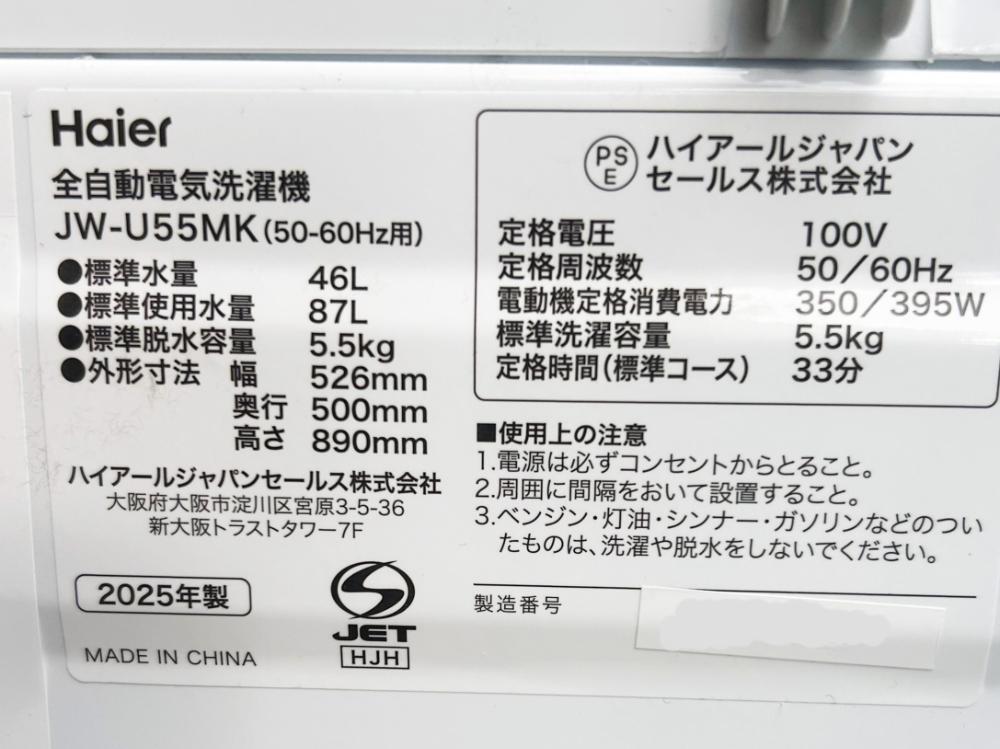 Haier
全自動電気洗濯機
JW-U55MK(50-60Hz用)
●標準水量 46L
●標準使用水量 87L
●標準脱水容量 5.5kg
●外形寸法 幅 526mm
奥行 500mm
高さ 890mm
ハイアールジャパンセールス株式会社
大阪府大阪市淀川区宮原3-5-36
新大阪トラストタワー7F
2025年製
MADE IN CHINA
JET
HJH
PS
E
ハイアールジャパン
セールス株式会社
定格電圧 100V
定格周波数 50/60Hz
電動機定格消費電力 350/395W
標準洗濯容量 5.5kg
定格時間(標準コース) 33分
■使用上の注意
1.電源は必ずコンセントからとること。
2.周囲に間隔をおいて設置すること。
3.ベンジン・灯油・シンナー・ガソリンなどのつい
たものは、洗濯や脱水をしないでください。
製造番号